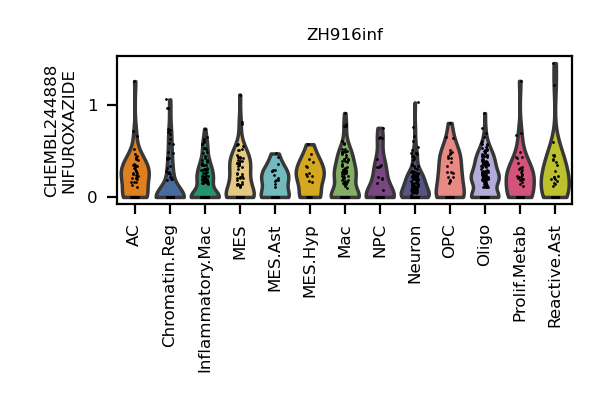 ZH916inf
CHEMBL244888
NIFUROXAZIDE
1
0
AC
Chromatin.Reg
Inflammatory.Mac
MES
MES.Ast
MES.Hyp
Mac
NPC
Neuron
OPC
Oligo
Prolif.Metab
Reactive.Ast